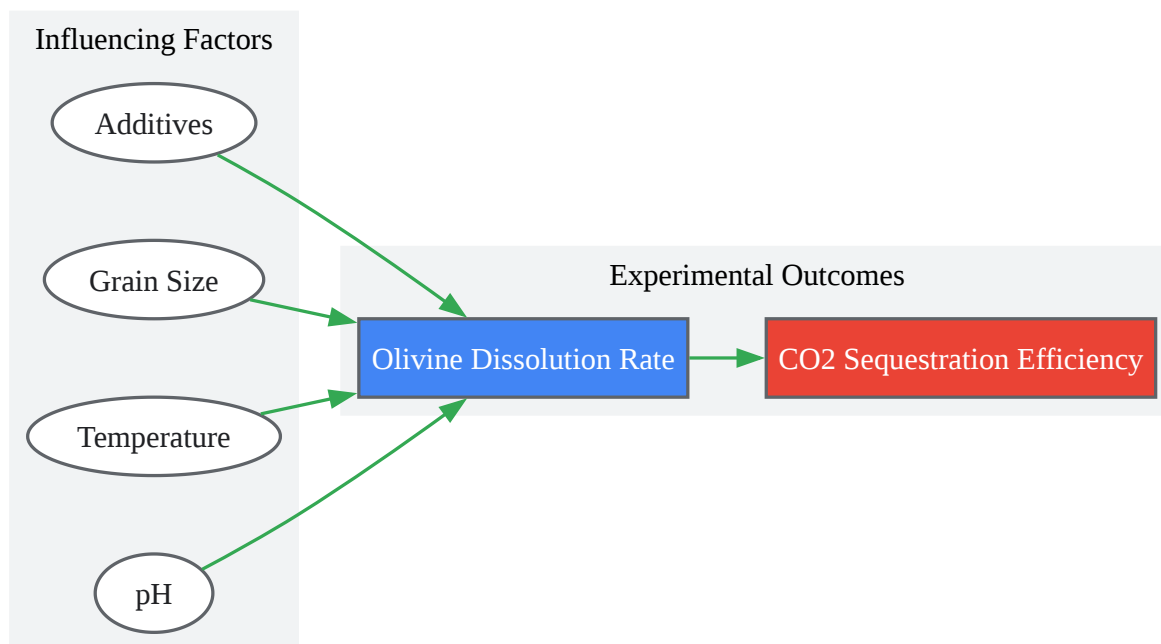 Influencing Factors
Additives
Grain Size
Temperature
pH
Experimental Outcomes
Olivine Dissolution Rate
CO2 Sequestration Efficiency